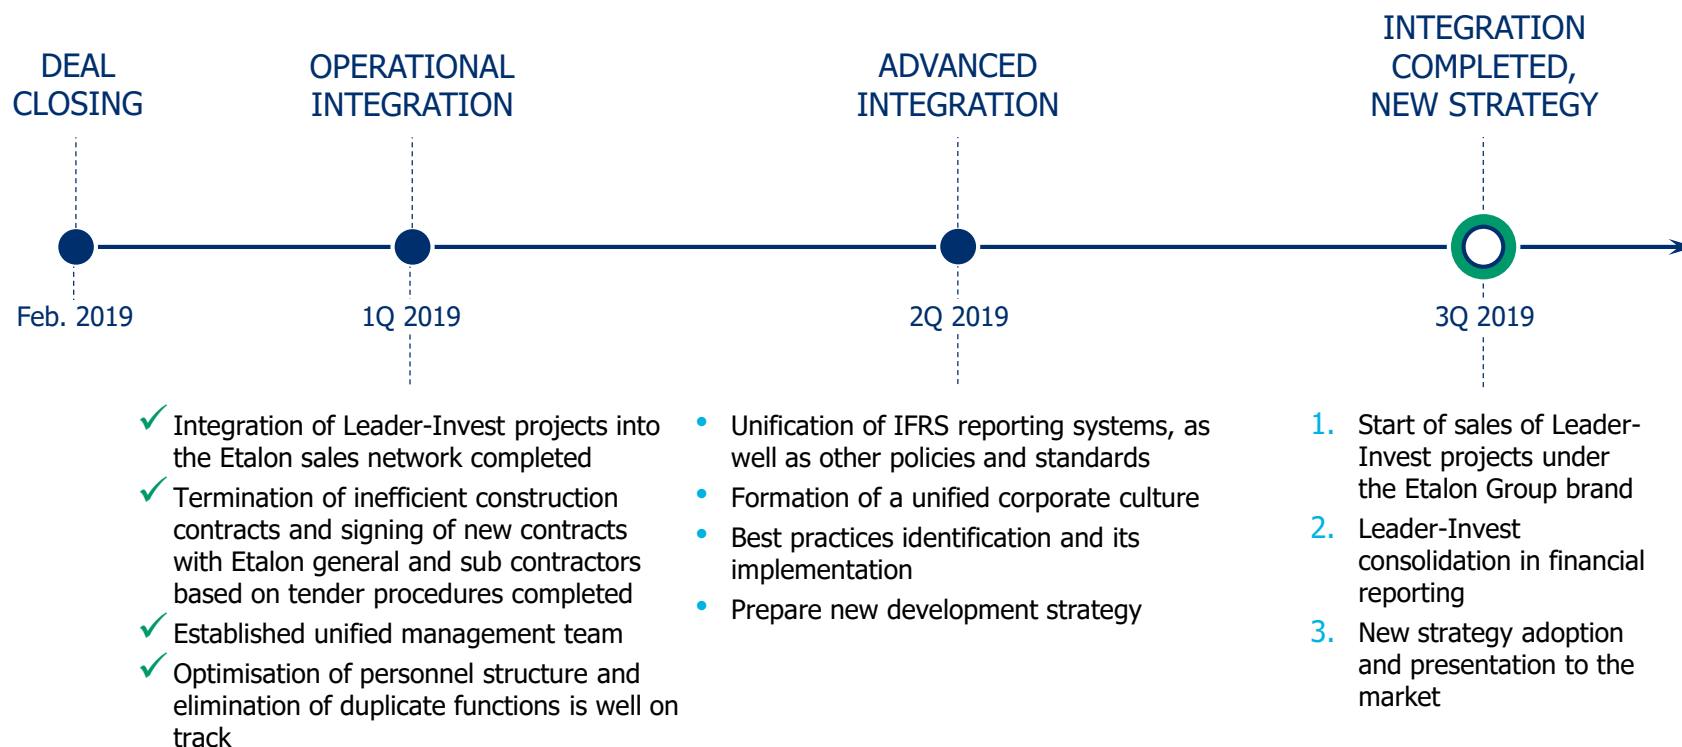 DEAL
CLOSING
OPERATIONAL
INTEGRATION
ADVANCED
INTEGRATION
INTEGRATION
COMPLETED,
NEW STRATEGY
Feb. 2019
1Q 2019
2Q 2019
3Q 2019
✓ Integration of Leader-Invest projects into
the Etalon sales network completed
✓ Termination of inefficient construction
contracts and signing of new contracts
with Etalon general and sub contractors
based on tender procedures completed
✓ Established unified management team
✓ Optimisation of personnel structure and
elimination of duplicate functions is well on
track
• Unification of IFRS reporting systems, as
well as other policies and standards
• Formation of a unified corporate culture
• Best practices identification and its
implementation
• Prepare new development strategy
1. Start of sales of Leader-
Invest projects under
the Etalon Group brand
2. Leader-Invest
consolidation in financial
reporting
3. New strategy adoption
and presentation to the
market